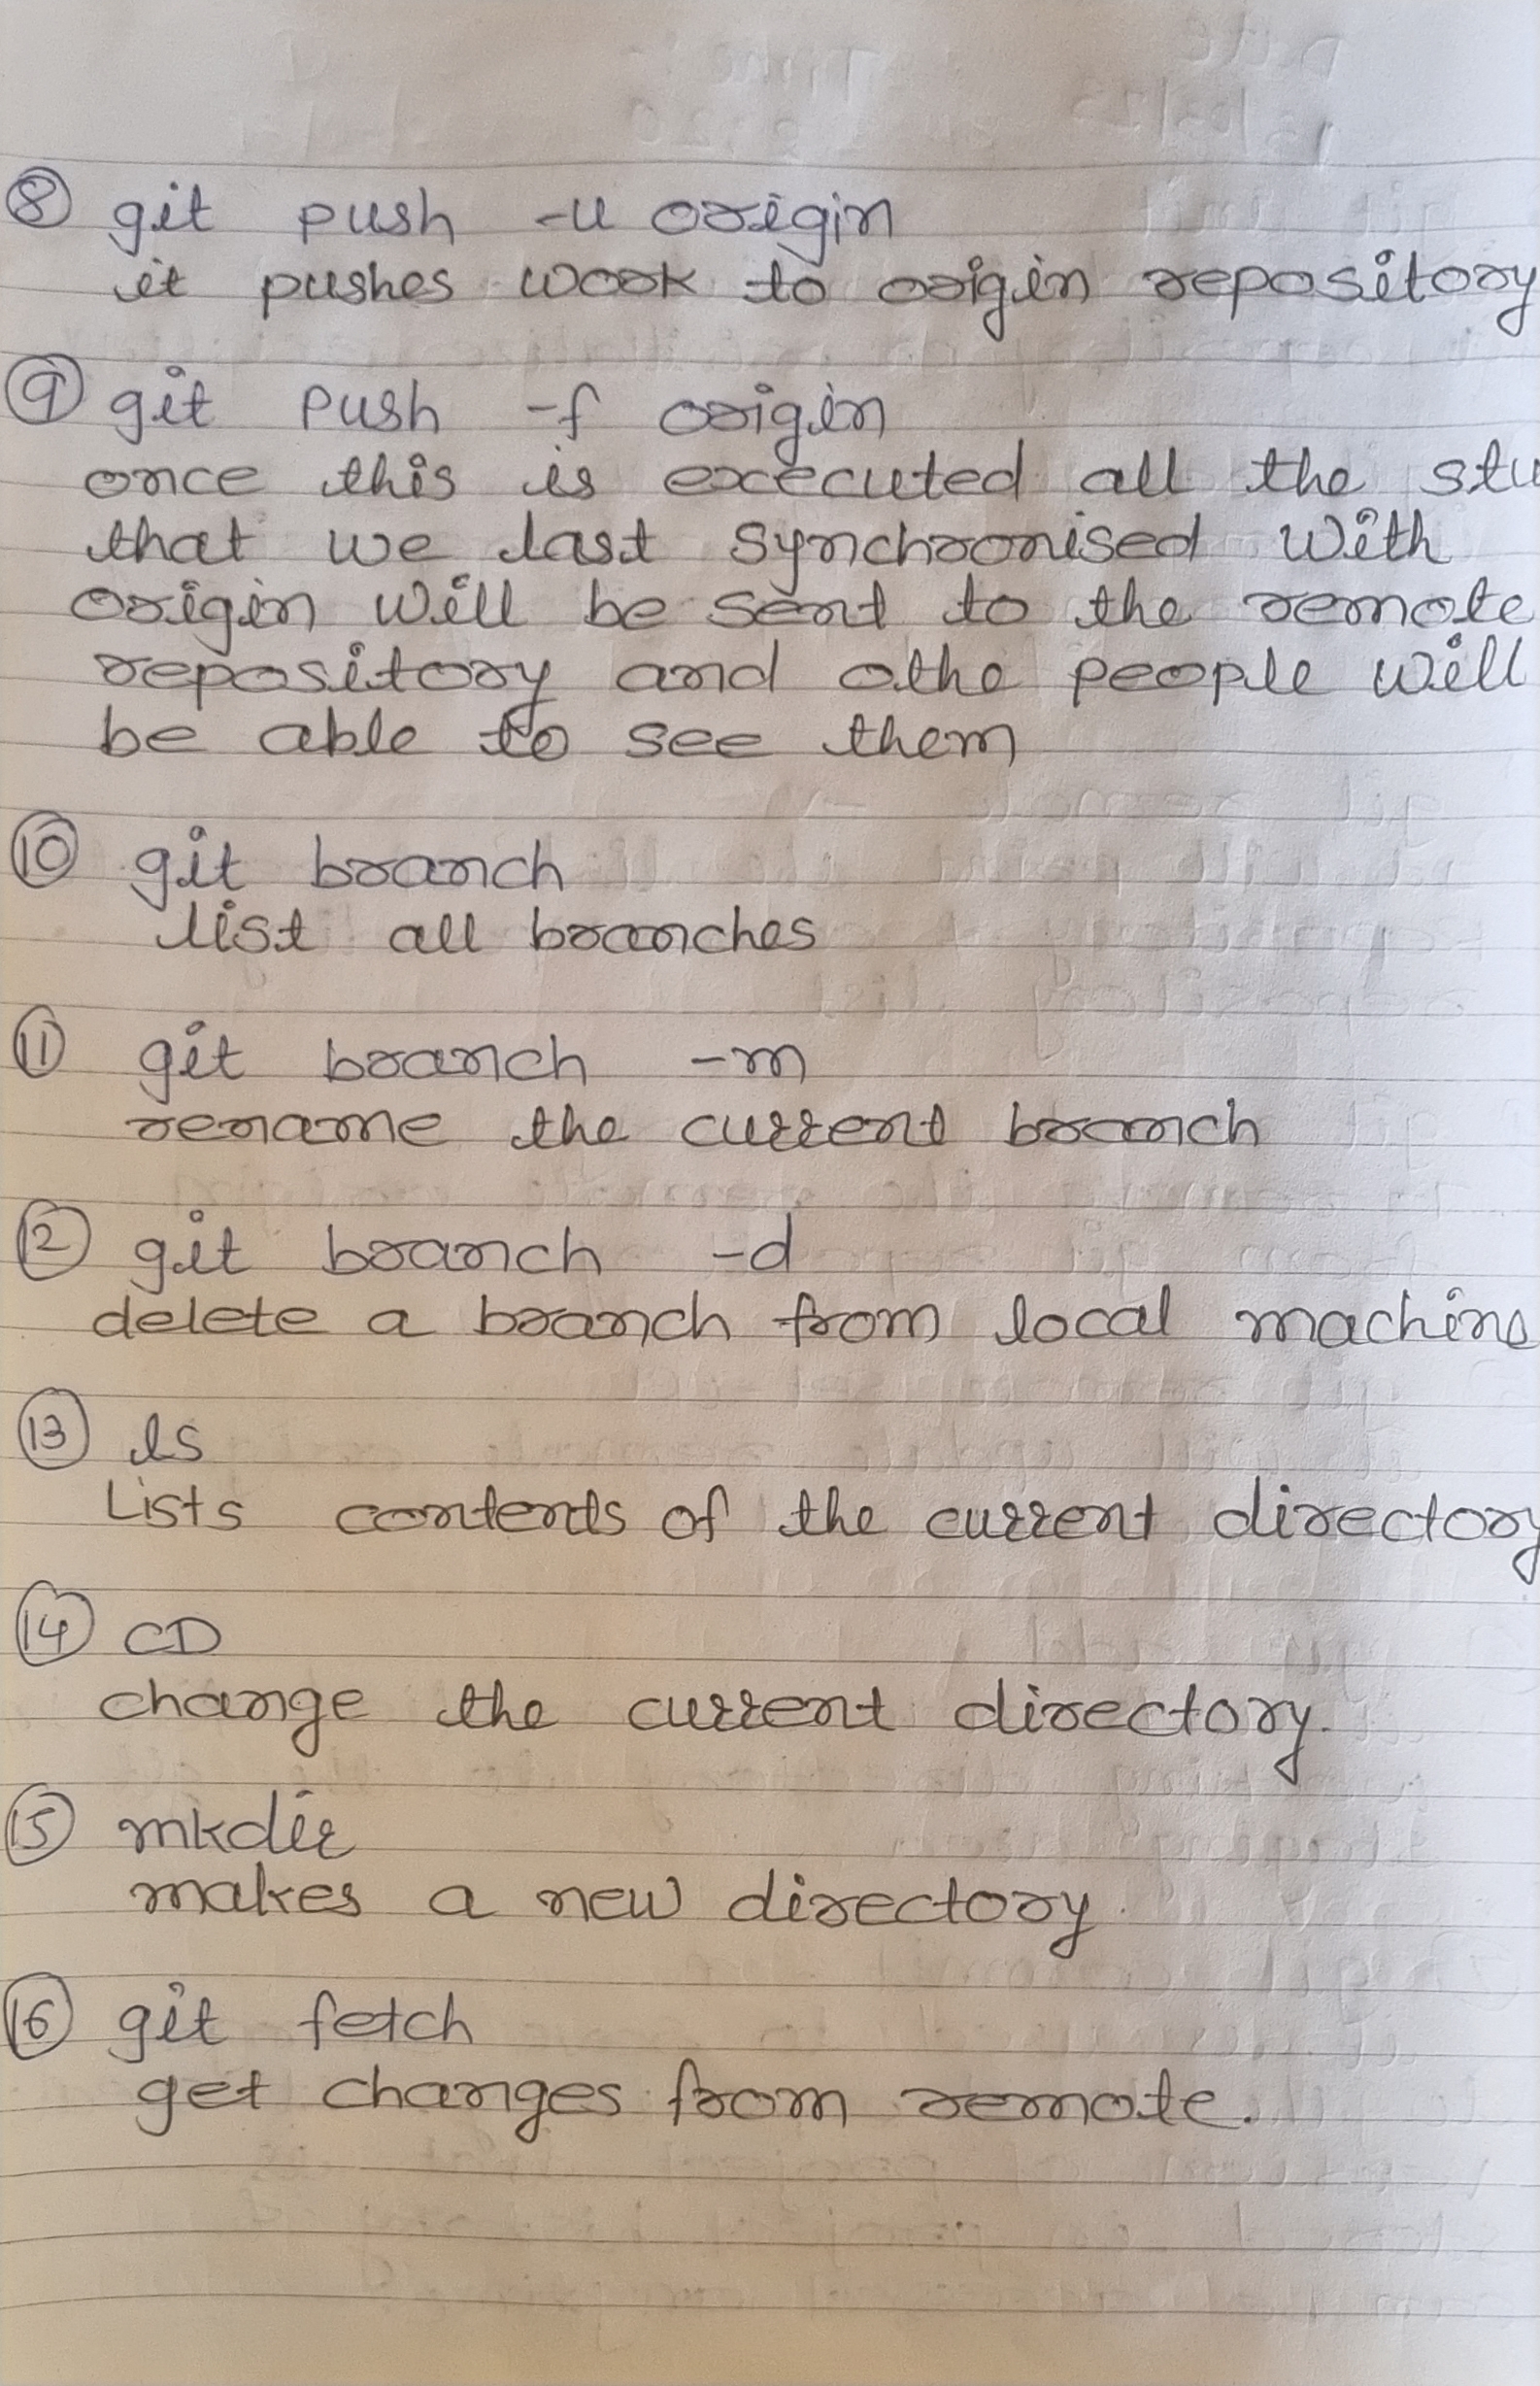 8 git push -u origin
it pushes work to origin repository
9 git push -f origin
once this is executed all the
that we last synchronised with
origin will be sent to the remote
repository and othe people will
be able to see them
10 git branch
list all branches
11 git branch -m
rename the current branch
12 git branch -d
delete a branch from local machine
13 ls
Lists contents of the current directory
14 CD
change the current directory.
15 mkdir
makes a new directory.
16 git fetch
get changes from remote.